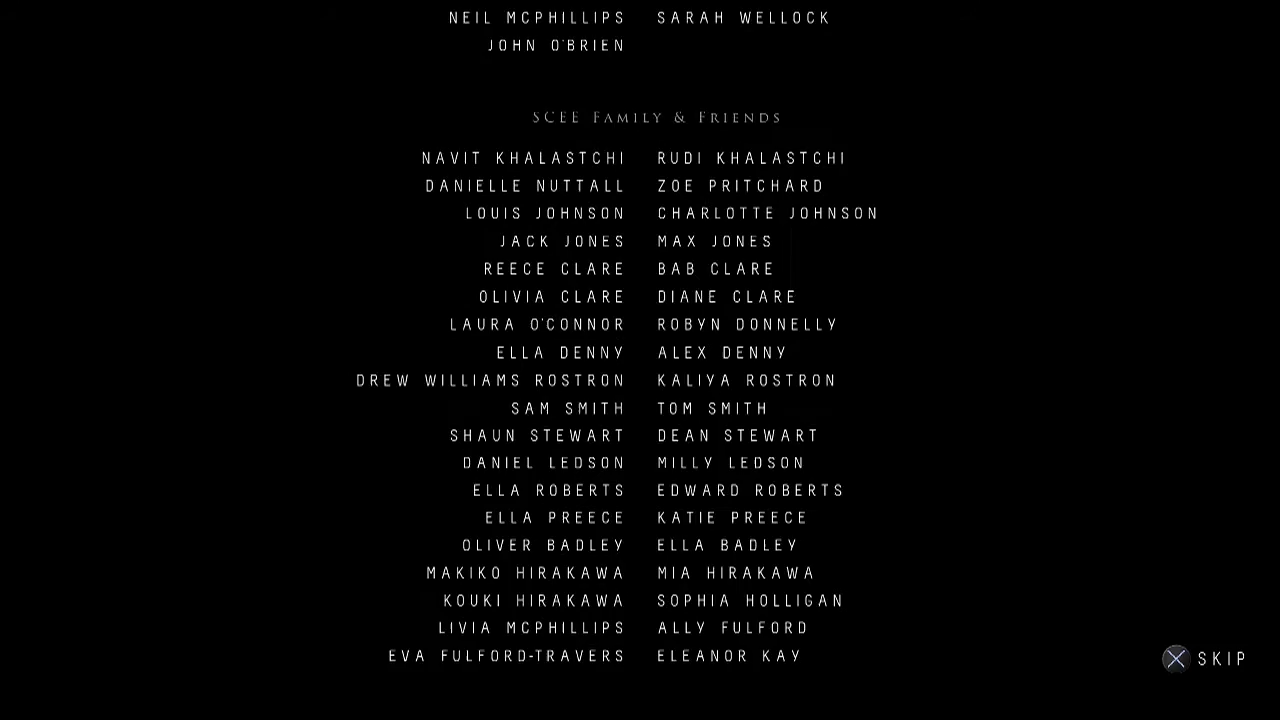 NEIL MCPHILLIPS SARAH WELLOCK
JOHN O'BRIEN
SCEE FAMILY & FRIENDS
NAVIT KHALASTCHI RUDI KHALASTCHI
DANIELLE NUTTALL ZOE PRITCHARD
LOUIS JOHNSON CHARLOTTE JOHNSON
JACK JONES MAX JONES
REECE CLARE BAB CLARE
OLIVIA CLARE DIANE CLARE
LAURA O'CONNOR ROBYN DONNELLY
ELLA DENNY ALEX DENNY
DREW WILLIAMS ROSTRON KALIYA ROSTRON
SAM SMITH TOM SMITH
SHAUN STEWART DEAN STEWART
DANIEL LEDSON MILLY LEDSON
ELLA ROBERTS EDWARD ROBERTS
ELLA PREECE KATIE PREECE
OLIVER BADLEY ELLA BADLEY
MAKIKO HIRAKAWA MIA HIRAKAWA
KOUKI HIRAKAWA SOPHIA HOLLIGAN
LIVIA MCPHILLIPS ALLY FULFORD
EVA FULFORD-TRAVERS ELEANOR KAY
SKIP